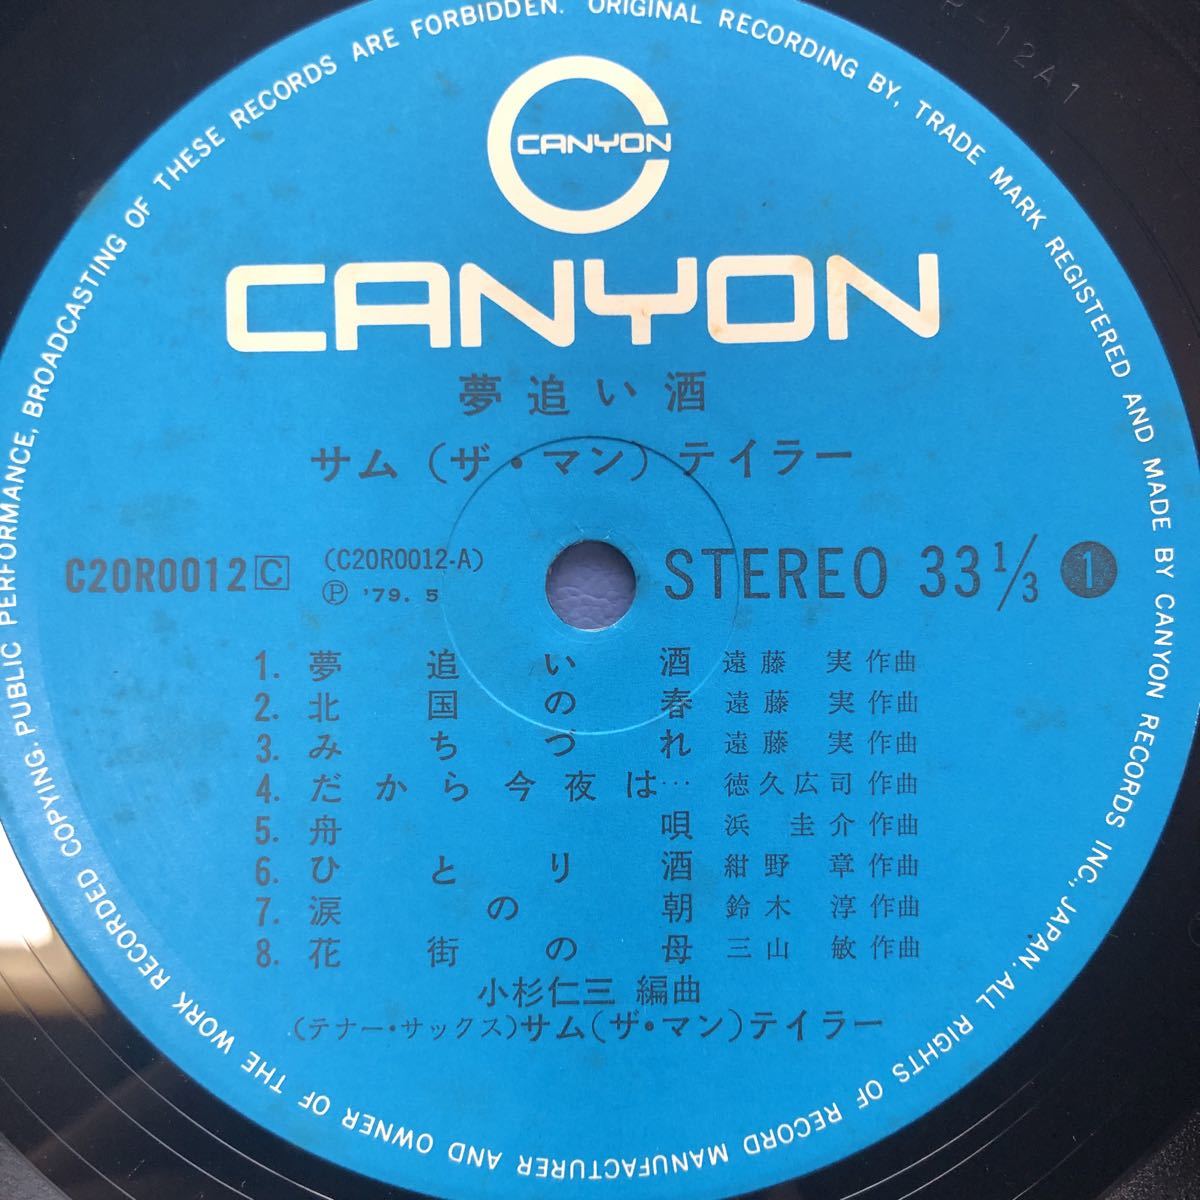 CANYON
CANYON
夢追い酒
サム（ザ・マン）テイラー
C20R0012 C
(C20R0012-A)
Ⓟ '79. 5
STEREO 33 1/3 1
1. 夢追い酒 遠藤 実 作曲
2. 北国の春 遠藤 実 作曲
3. みちづれ 遠藤 実 作曲
4. だから今夜は… 徳久広司 作曲
5. 舟唄 浜 圭介 作曲
6. ひとり酒 紺野 章 作曲
7. 涙の朝 鈴木 淳 作曲
8. 花街の母 三山 敏 作曲
小杉仁三 編曲
(テナー・サックス)サム(ザ・マン)テイラー
ORIGINAL RECORDING BY, TRADE MARK REGISTERED AND MADE BY CANYON RECORDS INC., JAPAN. ALL RIGHTS OF RECORD MANUFACTURER AND OWNER OF THE WORK RECORDED COPYING. PUBLIC PERFORMANCE, BROADCASTING OF THESE RECORDS ARE FORBIDDEN.
12A1